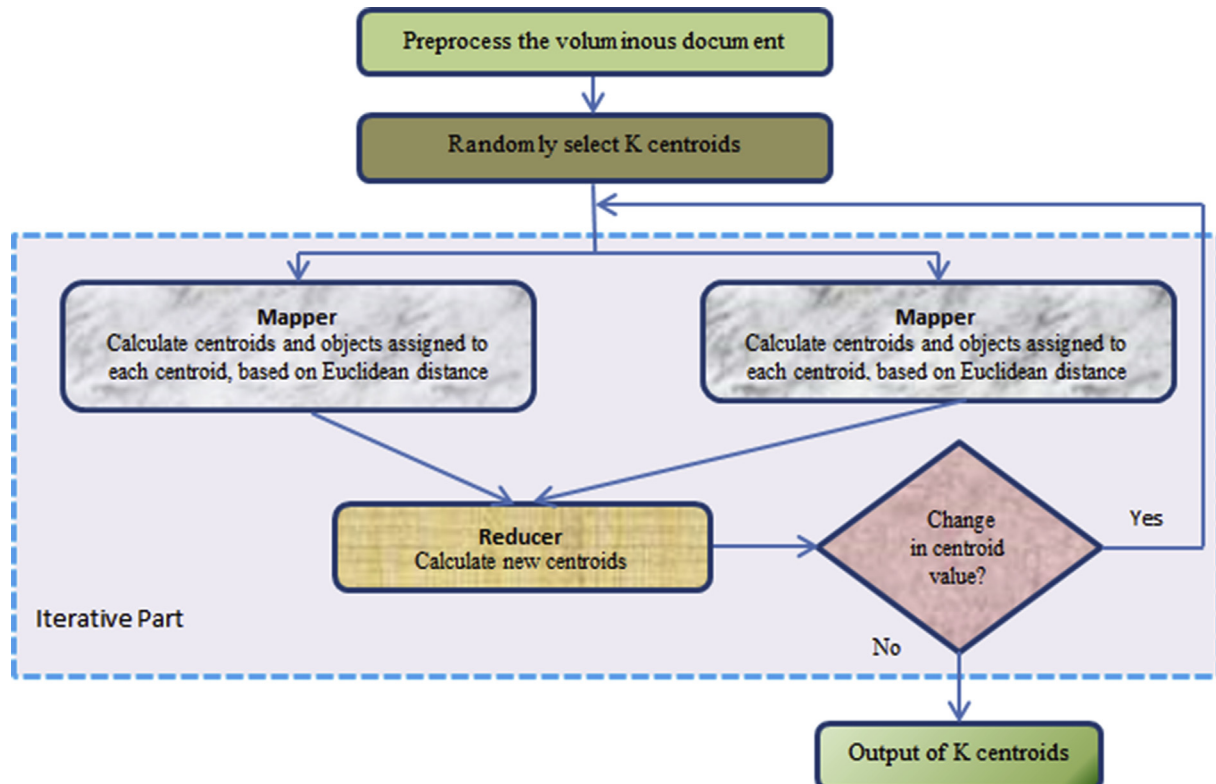 Preprocess the voluminous document
Randomly select K centroids
Mapper
Calculate centroids and objects assigned to
each centroid, based on Euclidean distance
Mapper
Calculate centroids and objects assigned to
each centroid, based on Euclidean distance
Reducer
Calculate new centroids
Change
in centroid
value?
Yes
No
Iterative Part
Output of K centroids